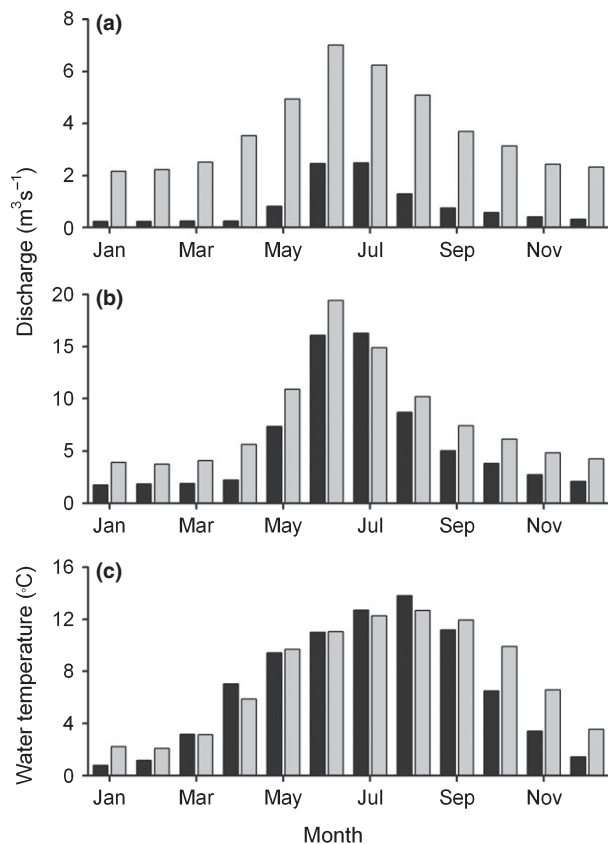 (a)
8
6
4
2
0
Jan Mar May Jul Sep Nov
Discharge (m³s⁻¹)
(b)
20
15
10
5
0
Jan Mar May Jul Sep Nov
(c)
16
12
8
4
0
Water temperature (°C)
Jan Mar May Jul Sep Nov
Month